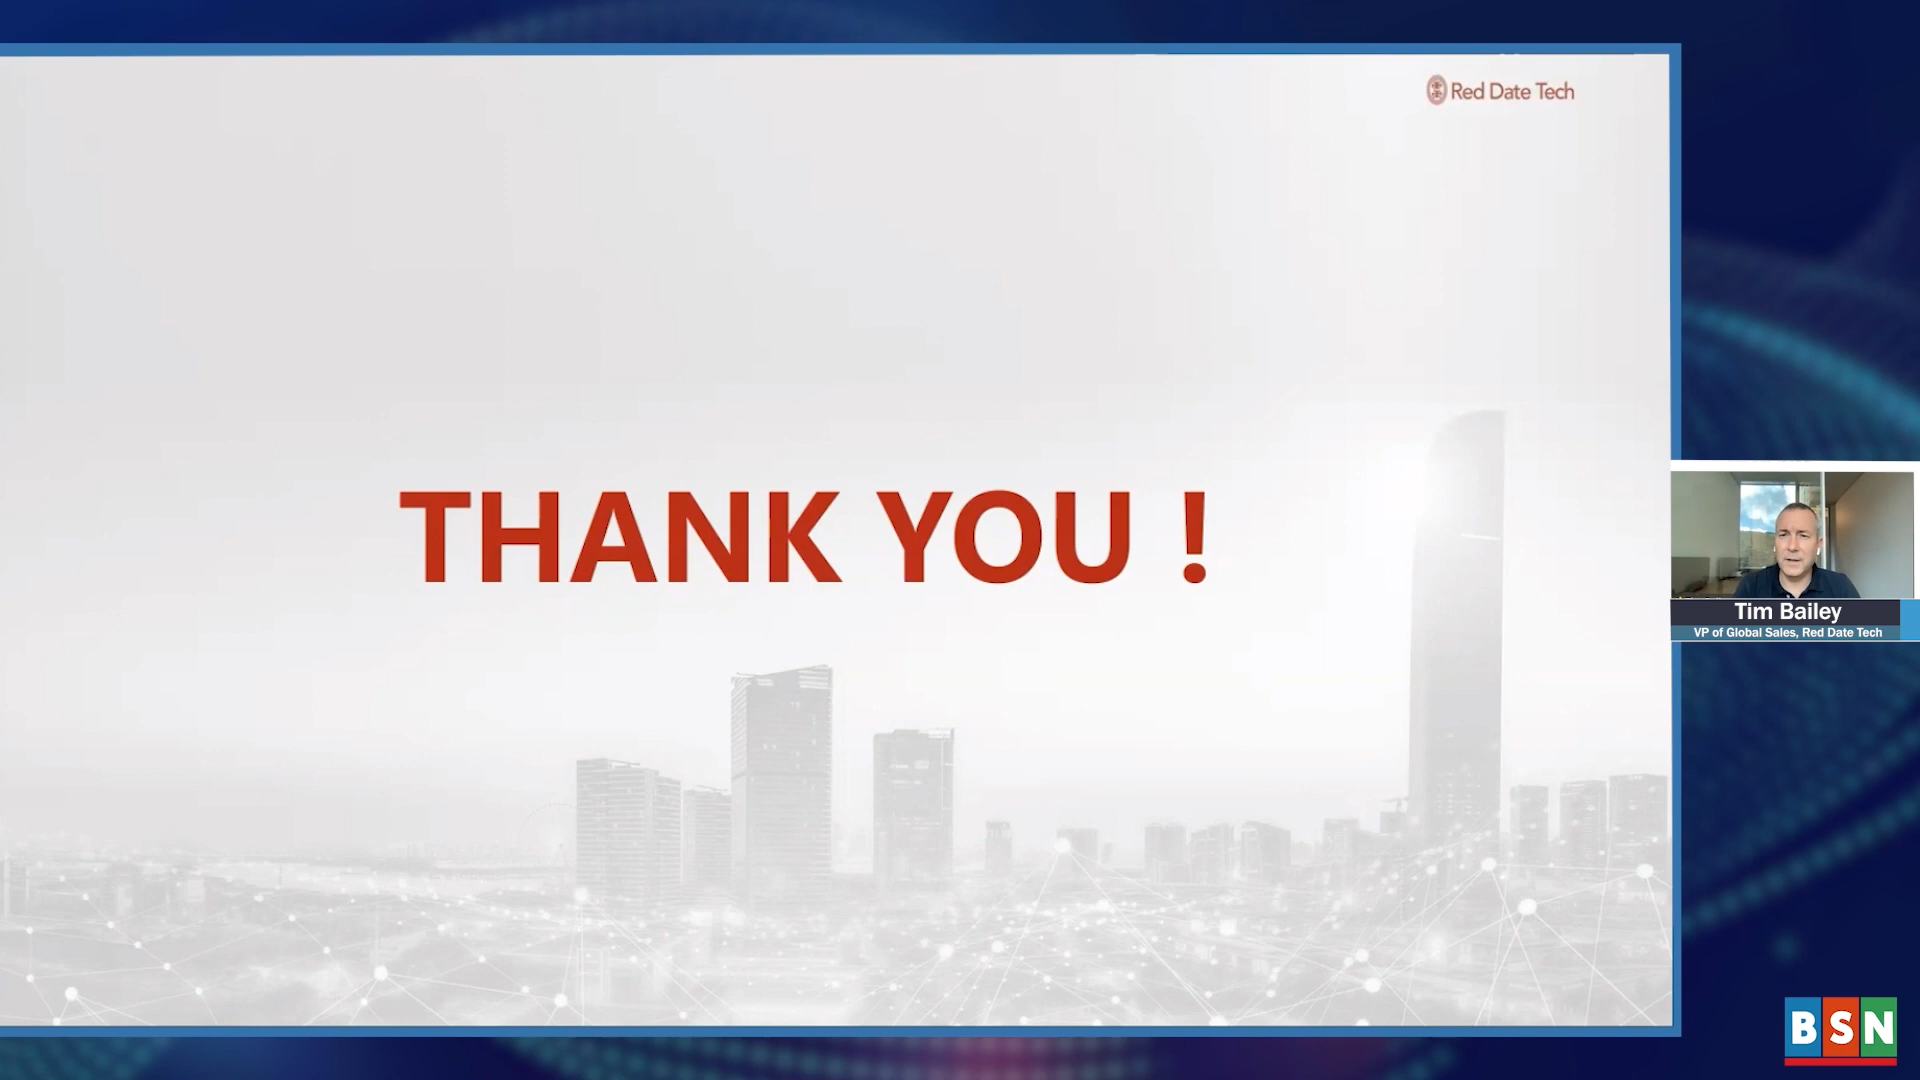 Red Date Tech
THANK YOU !
Tim Bailey
VP of Global Sales, Red Date Tech
BSN